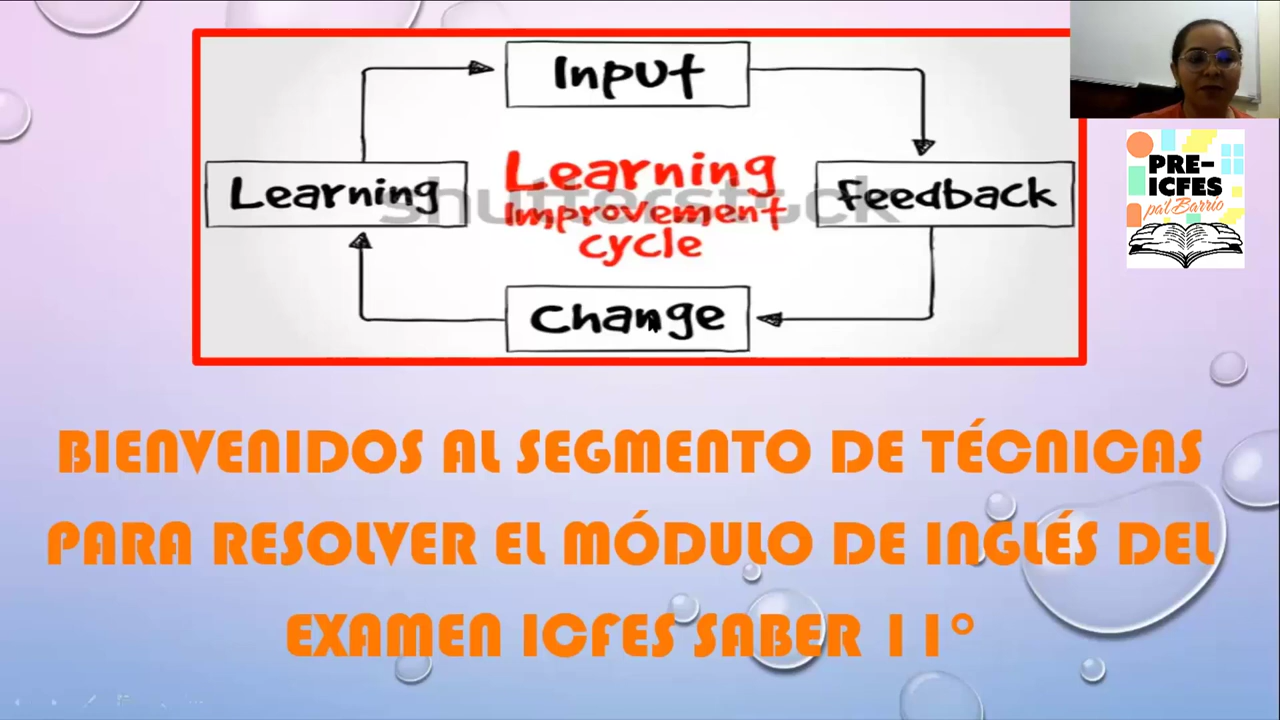 Input
Learning
Learning
Improvement
cycle
Feedback
Change
shutterstock
PRE-
ICFES
pa'l Barrio
BIENVENIDOS AL SEGMENTO DE TÉCNICAS
PARA RESOLVER EL MÓDULO DE INGLÉS DEL
EXAMEN ICFES SABER 11°